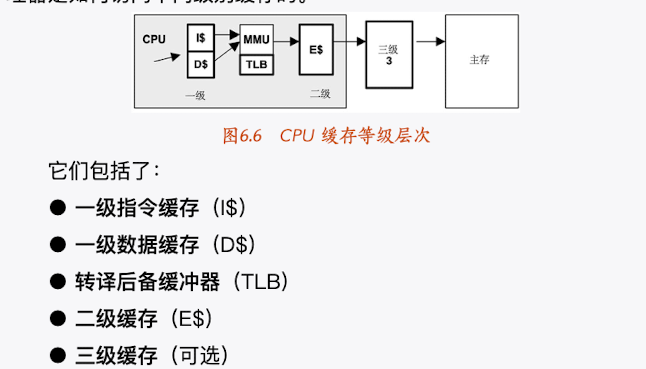 CPU
I$
D$
一级
MMU
TLB
E$
二级
三级
3
主存
图6.6 CPU 缓存等级层次
它们包括了：
● 一级指令缓存（I$）
● 一级数据缓存（D$）
● 转译后备缓冲器（TLB）
● 二级缓存（E$）
● 三级缓存（可选）